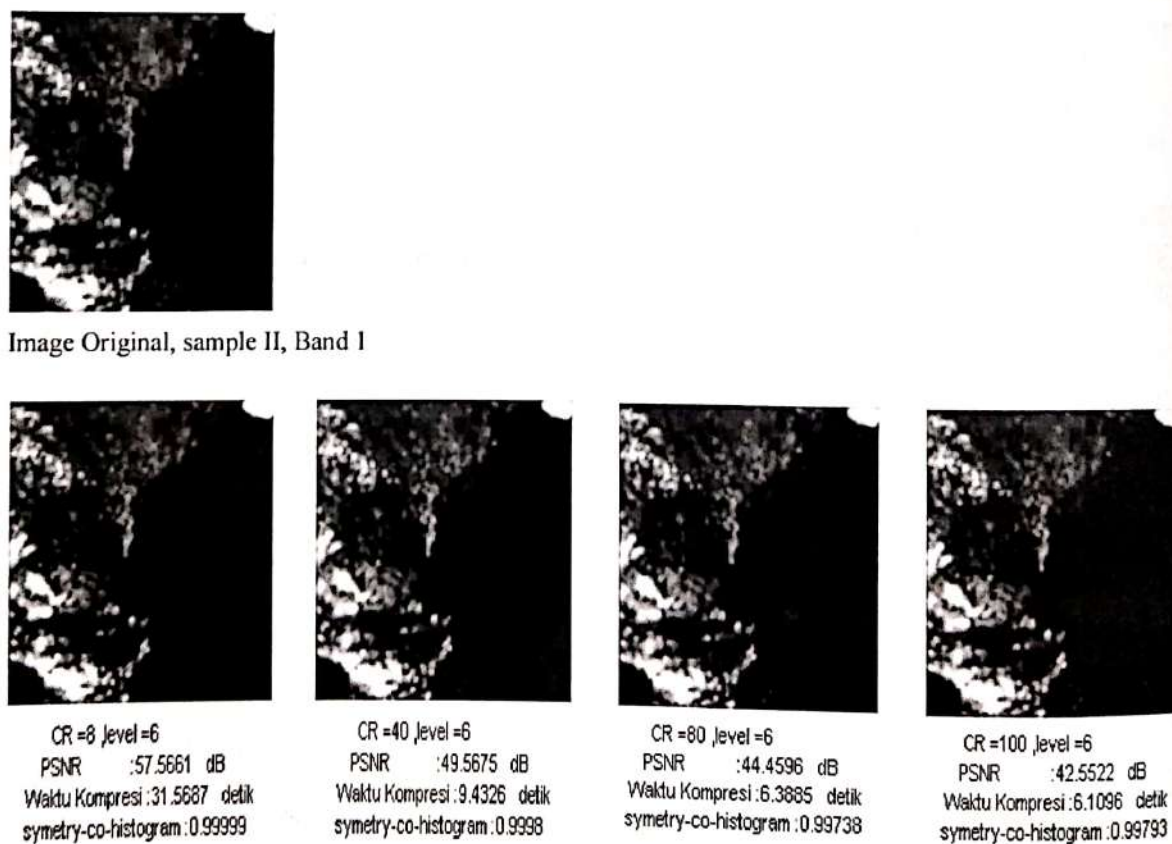 Image Original, sample II, Band 1
CR =8 ,level =6
PSNR :57.5661 dB
Waktu Kompresi :31.5687 detik
symetry-co-histogram :0.99999
CR =40 ,level =6
PSNR :49.5675 dB
Waktu Kompresi :9.4326 detik
symetry-co-histogram :0.9998
CR =80 ,level =6
PSNR :44.4596 dB
Waktu Kompresi :6.3885 detik
symetry-co-histogram :0.99738
CR =100 ,level =6
PSNR :42.5522 dB
Waktu Kompresi :6.1096 detik
symetry-co-histogram :0.99793